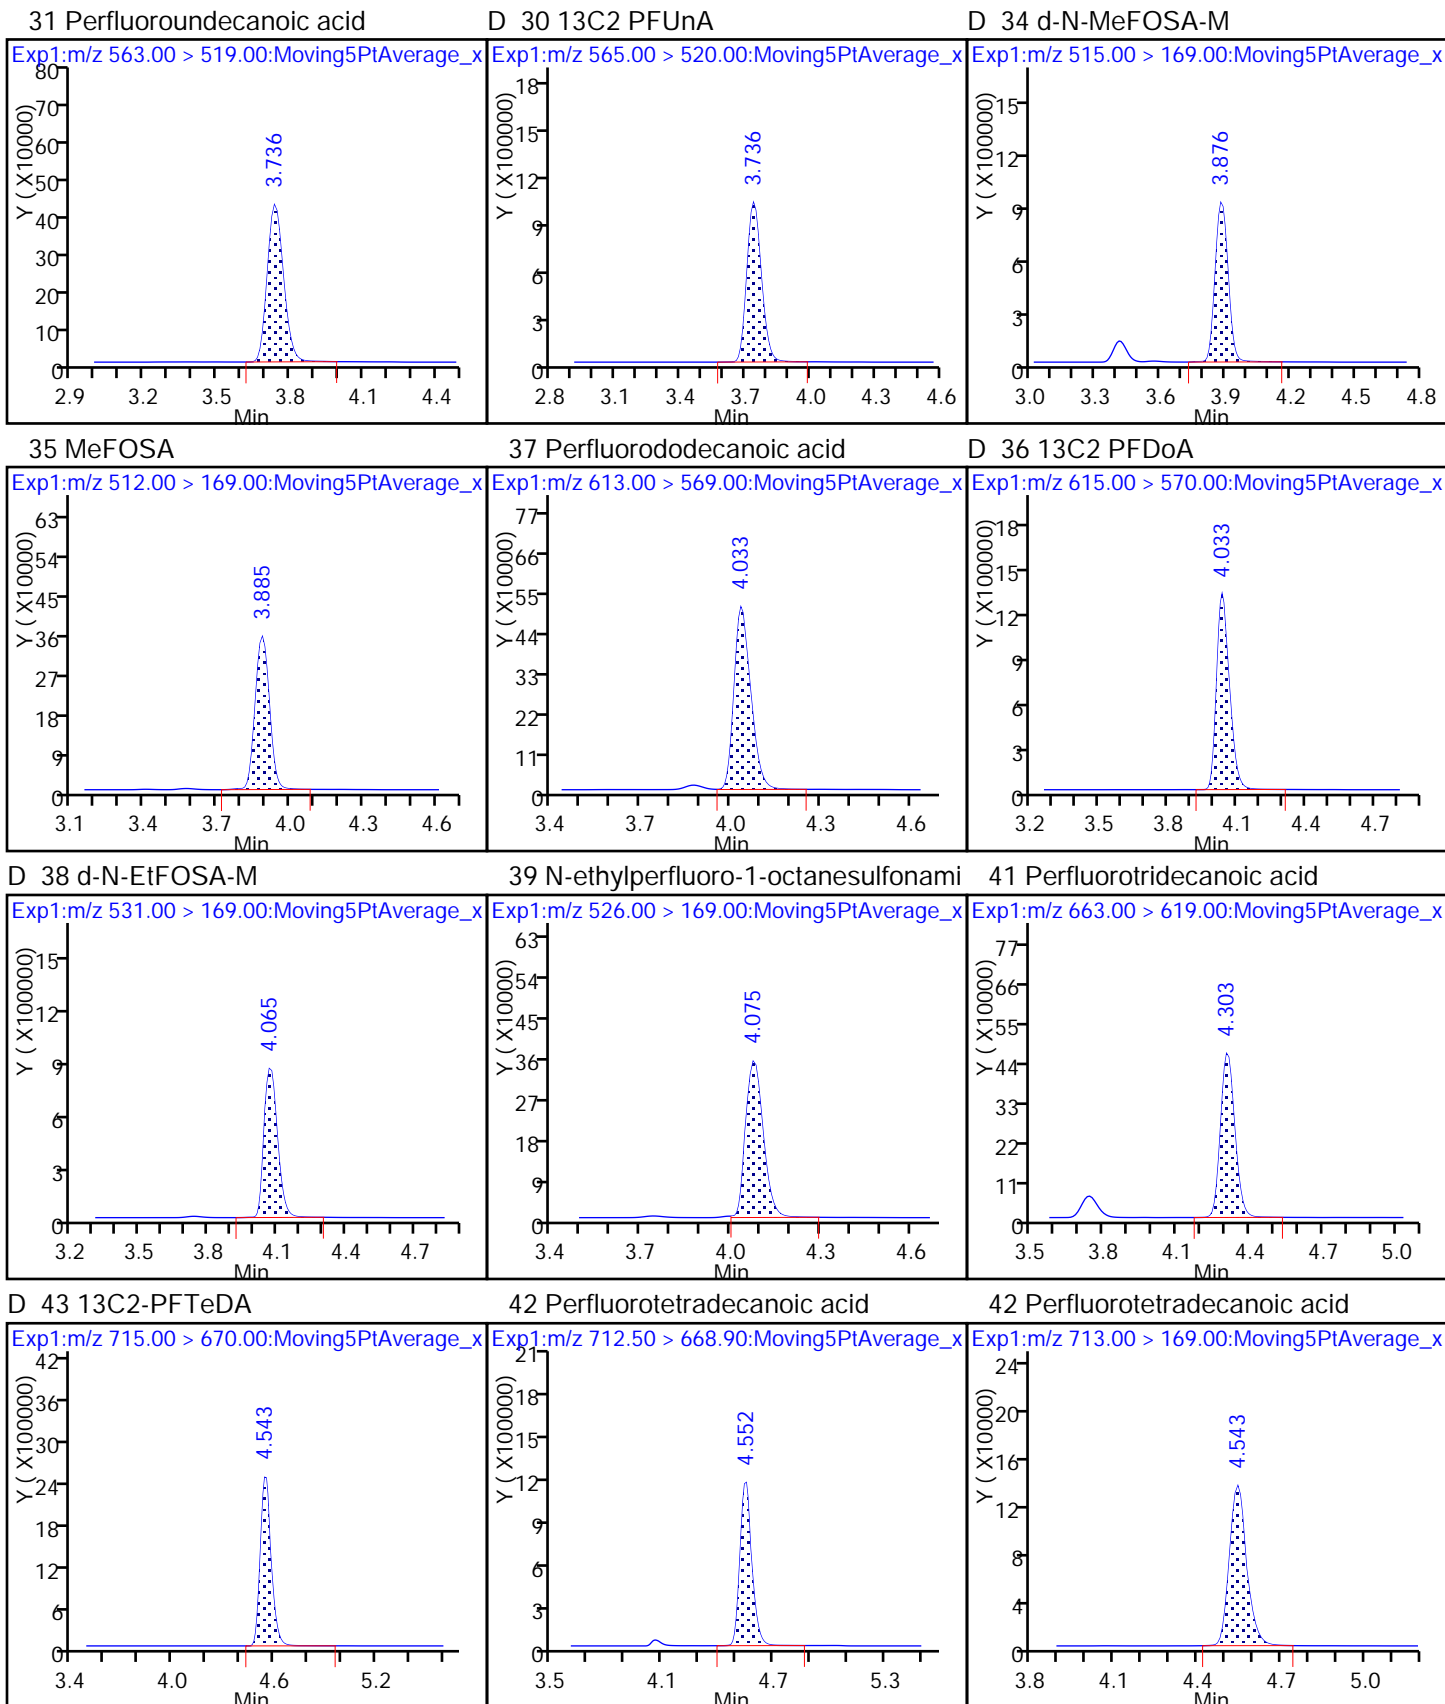 31 Perfluoroundecanoic acid
Exp1:m/z 563.00 > 519.00:Moving5PtAverage_x
Y ( X10000)
80
70
60
50
40
30
20
10
0
3.736
2.9 3.2 3.5 3.8 4.1 4.4
Min
D 30 13C2 PFUnA
Exp1:m/z 565.00 > 520.00:Moving5PtAverage_x
Y ( X100000)
18
15
12
9
6
3
0
3.736
2.8 3.1 3.4 3.7 4.0 4.3 4.6
Min
D 34 d-N-MeFOSA-M
Exp1:m/z 515.00 > 169.00:Moving5PtAverage_x
Y ( X100000)
15
12
9
6
3
0
3.876
3.0 3.3 3.6 3.9 4.2 4.5 4.8
Min
35 MeFOSA
Exp1:m/z 512.00 > 169.00:Moving5PtAverage_x
Y ( X10000)
63
54
45
36
27
18
9
0
3.885
3.1 3.4 3.7 4.0 4.3 4.6
Min
37 Perfluorododecanoic acid
Exp1:m/z 613.00 > 569.00:Moving5PtAverage_x
Y ( X10000)
77
66
55
44
33
22
11
0
4.033
3.4 3.7 4.0 4.3 4.6
Min
D 36 13C2 PFDoA
Exp1:m/z 615.00 > 570.00:Moving5PtAverage_x
Y ( X100000)
18
15
12
9
6
3
0
4.033
3.2 3.5 3.8 4.1 4.4 4.7
Min
D 38 d-N-EtFOSA-M
Exp1:m/z 531.00 > 169.00:Moving5PtAverage_x
Y ( X100000)
15
12
9
6
3
0
4.065
3.2 3.5 3.8 4.1 4.4 4.7
Min
39 N-ethylperfluoro-1-octanesulfonami
Exp1:m/z 526.00 > 169.00:Moving5PtAverage_x
Y ( X10000)
63
54
45
36
27
18
9
0
4.075
3.4 3.7 4.0 4.3 4.6
Min
41 Perfluorotridecanoic acid
Exp1:m/z 663.00 > 619.00:Moving5PtAverage_x
Y ( X10000)
77
66
55
44
33
22
11
0
4.303
3.5 3.8 4.1 4.4 4.7 5.0
Min
D 43 13C2-PFTeDA
Exp1:m/z 715.00 > 670.00:Moving5PtAverage_x
Y ( X100000)
42
36
30
24
18
12
6
0
4.543
3.4 4.0 4.6 5.2
Min
42 Perfluorotetradecanoic acid
Exp1:m/z 712.50 > 668.90:Moving5PtAverage_x
Y ( X100000)
21
18
15
12
9
6
3
0
4.552
3.5 4.1 4.7 5.3
Min
42 Perfluorotetradecanoic acid
Exp1:m/z 713.00 > 169.00:Moving5PtAverage_x
Y ( X10000)
24
20
16
12
8
4
0
4.543
3.8 4.1 4.4 4.7 5.0
Min